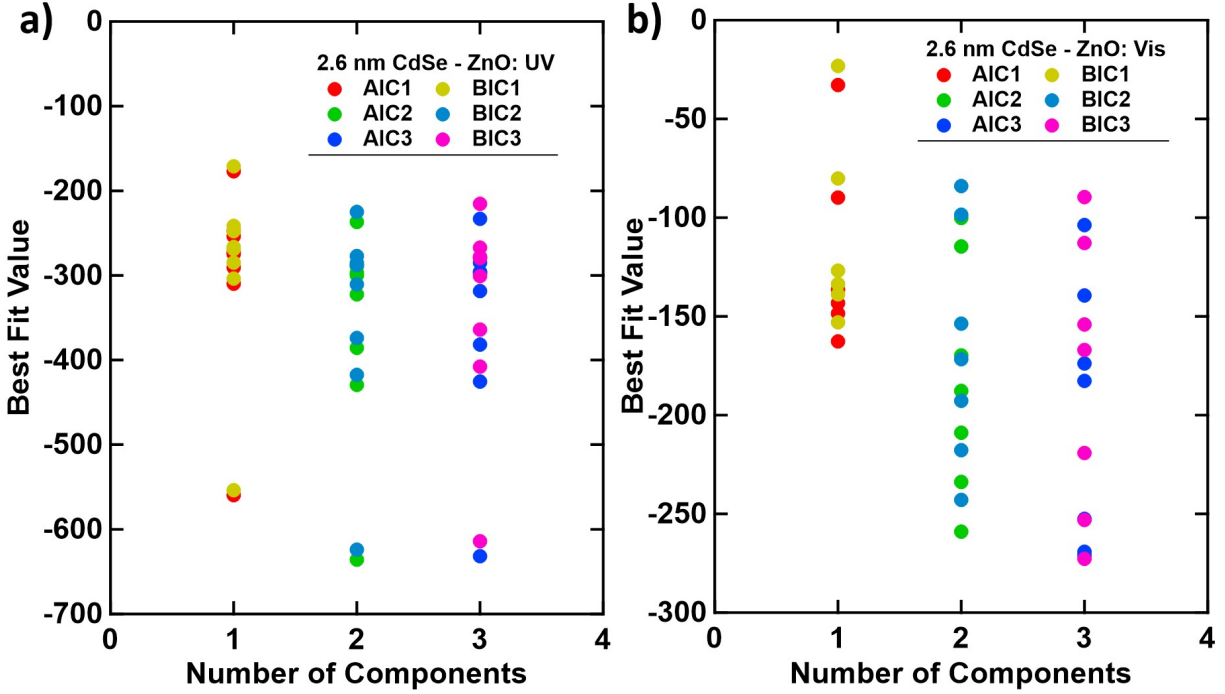 a)
2.6 nm CdSe - ZnO: UV
AIC1 BIC1
AIC2 BIC2
AIC3 BIC3
0
-100
-200
-300
-400
-500
-600
-700
Best Fit Value
0 1 2 3 4
Number of Components
b)
2.6 nm CdSe - ZnO: Vis
AIC1 BIC1
AIC2 BIC2
AIC3 BIC3
0
-50
-100
-150
-200
-250
-300
Best Fit Value
0 1 2 3 4
Number of Components